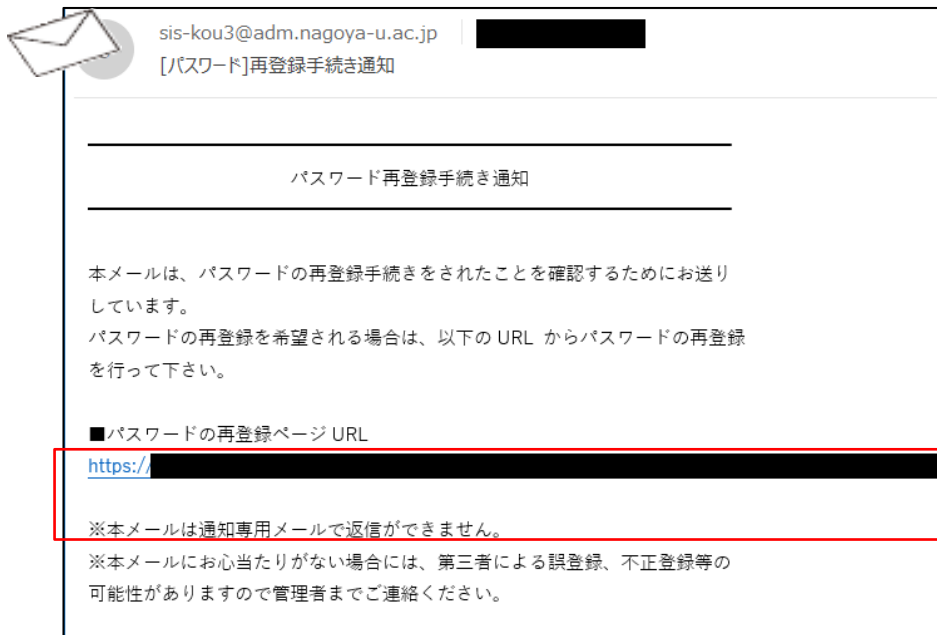 sis-kou3@adm.nagoya-u.ac.jp
[パスワード]再登録手続き通知
パスワード再登録手続き通知
本メールは、パスワードの再登録手続きをされたことを確認するためにお送り
しています。
パスワードの再登録を希望される場合は、以下の URL からパスワードの再登録
を行って下さい。
■パスワードの再登録ページ URL
https://
※本メールは通知専用メールで返信ができません。
※本メールにお心当たりがない場合には、第三者による誤登録、不正登録等の
可能性がありますので管理者までご連絡ください。